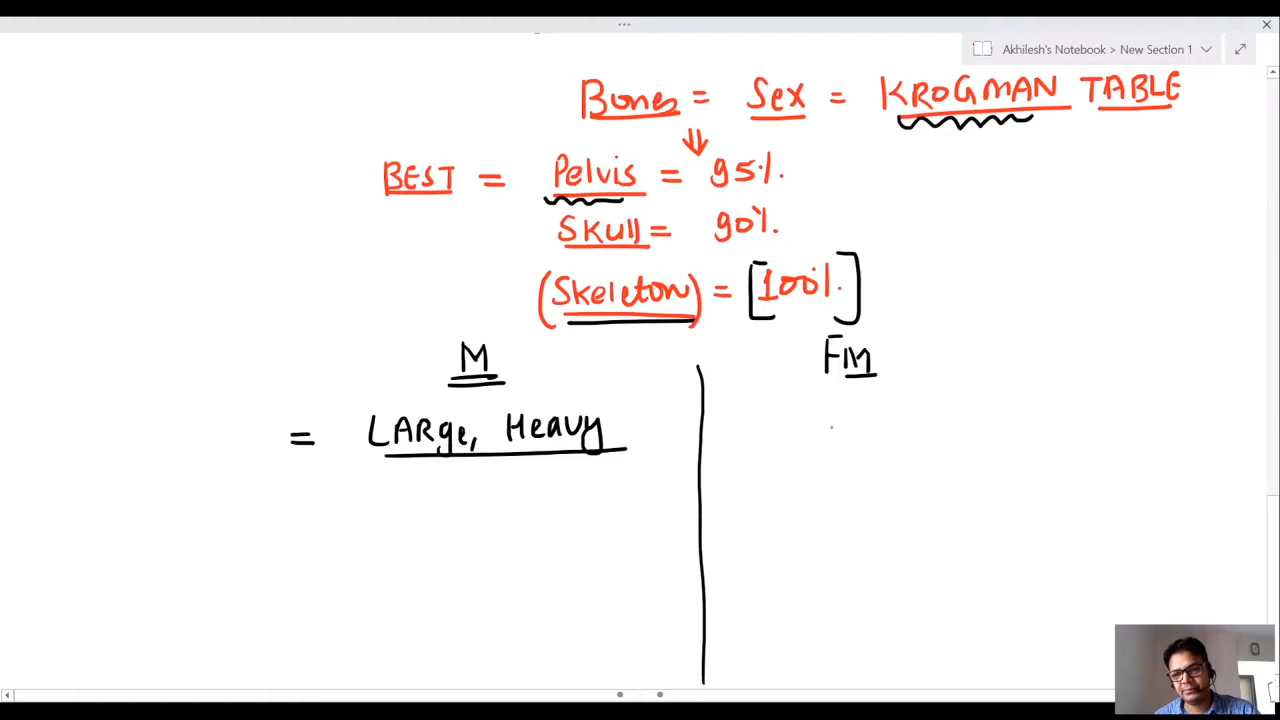 Akhilesh's Notebook > New Section 1
Bones = Sex = KROGMAN TABLE
BEST = Pelvis = 95%.
Skull = 90%.
(Skeleton) = [100%.]
M
FM
= LARge, Heavy